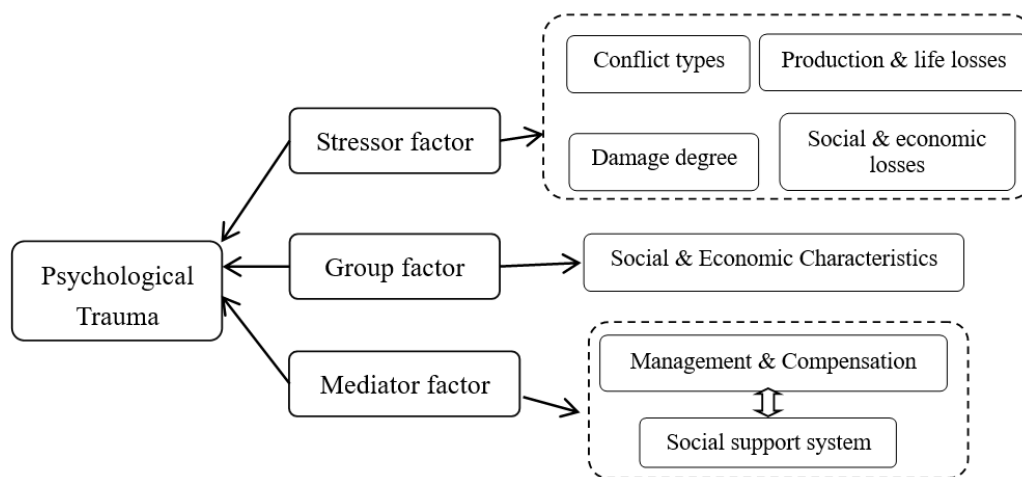 Conflict types
Production & life losses
Stressor factor
Damage degree
Social & economic
losses
Psychological
Trauma
Group factor
Social & Economic Characteristics
Mediator factor
Management & Compensation
Social support system